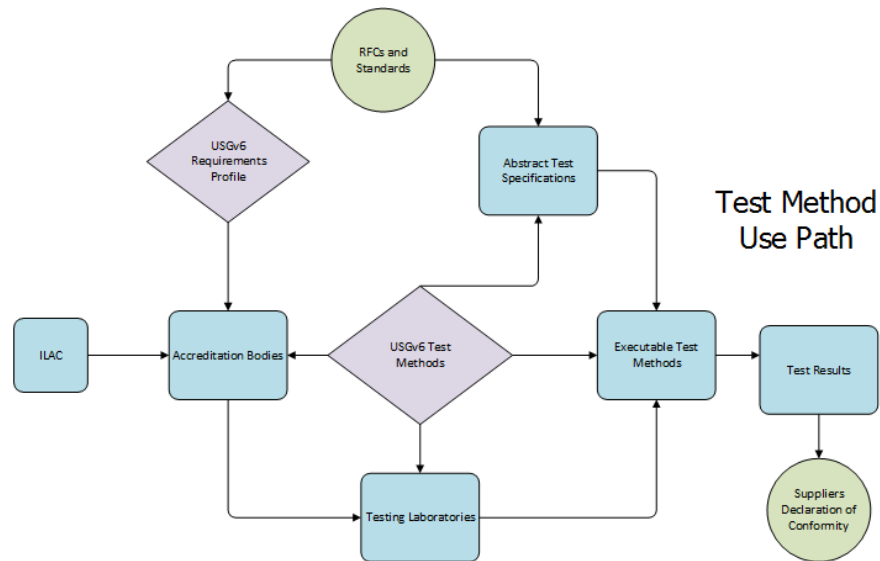 RFCs and
Standards
USGv6
Requirements
Profile
Abstract Test
Specifications
Test Method
Use Path
ILAC
Accreditation Bodies
USGv6 Test
Methods
Executable Test
Methods
Test Results
Testing Laboratories
Suppliers
Declaration of
Conformity